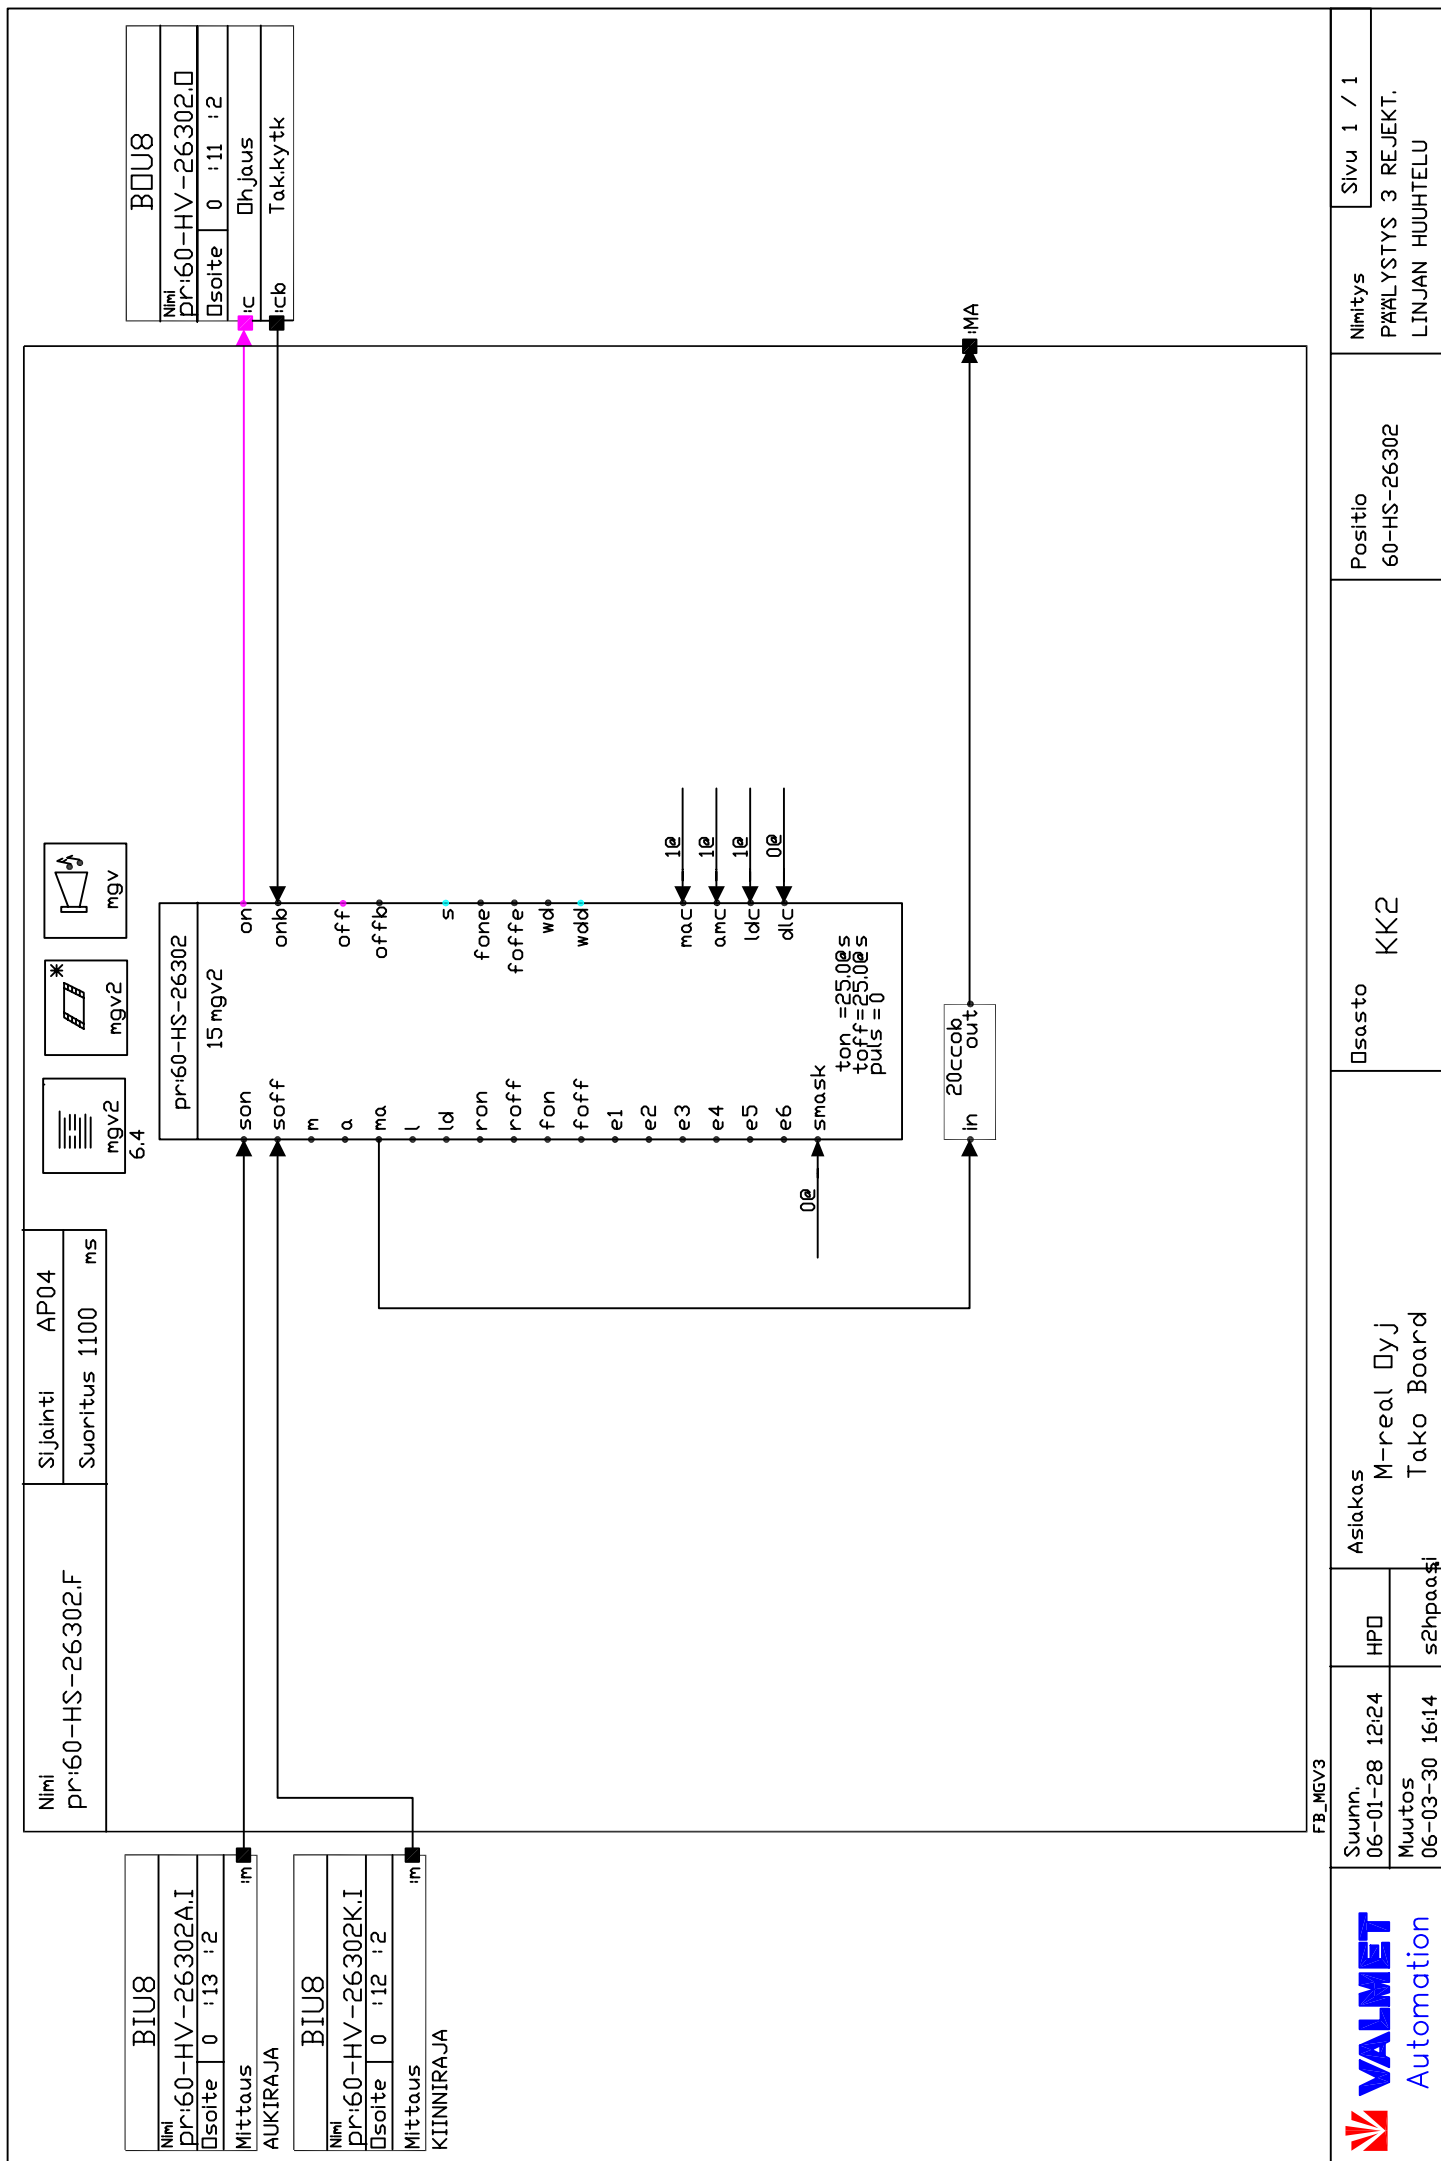 Nimi
pr:60-HS-26302.F
Sijainti AP04
Suoritus 1100 ms
mgv2
6.4
mgv2
*
mgv
BIU8
Nimi
pr:60-HV-26302A.I
Osoite 0 :13 :2
Mittaus :m
AUKIRAJA
BIU8
Nimi
pr:60-HV-26302K.I
Osoite 0 :12 :2
Mittaus :m
KIINNIRAJA
pr:60-HS-26302
15 mgv2
son on
soff onb
m
a off
ma offb
l
ld s
ron fone
roff foffe
fon wd
foff wdd
e1
e2
e3 mac 1@
e4 amc 1@
e5 ldc 1@
e6 dlc 0@
0@ smask
ton =25.0@s
toff=25.0@s
puls =0
20ccob
in out
BOU8
Nimi
pr:60-HV-26302.O
Osoite 0 :11 :2
:c Ohjaus
:cb Tak.kytk
:MA
FB_MGV3
VALMET
Automation
Suunn.
06-01-28 12:24 HPO
Muutos
06-03-30 16:14 s2hpaasi
Asiakas
M-real Oyj
Tako Board
Osasto
KK2
Positio
60-HS-26302
Nimitys
Sivu 1 / 1
PÄÄLYSTYS 3 REJEKT.
LINJAN HUUHTELU